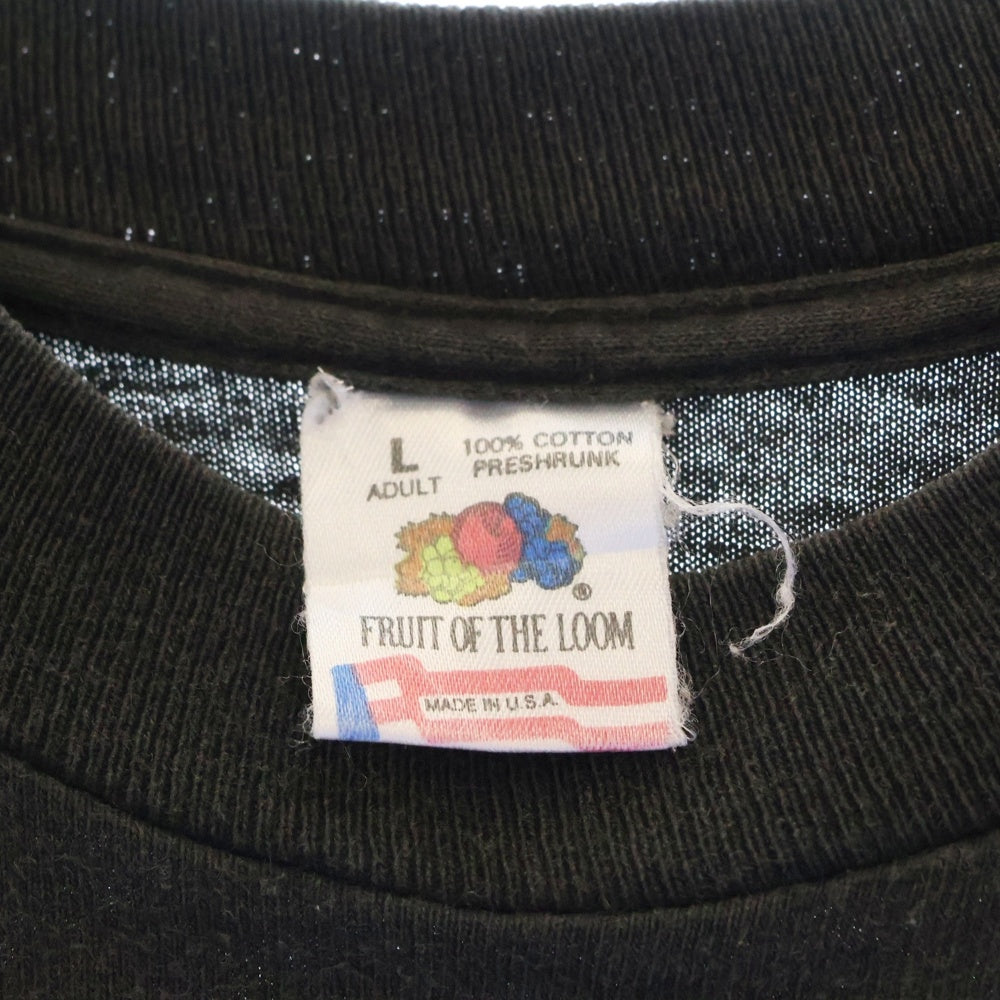 L
ADULT
100% COTTON
PRESHRUNK
®
FRUIT OF THE LOOM
MADE IN U.S.A.